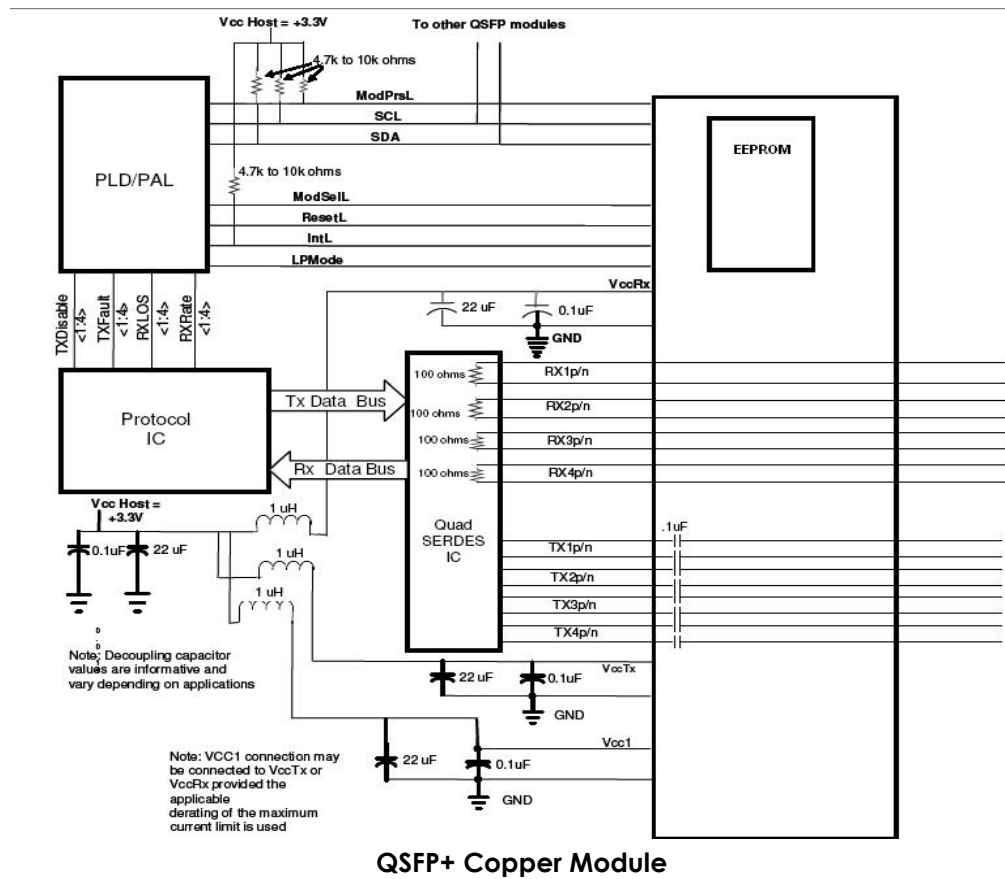 Vcc Host = +3.3V
To other QSFP modules
4.7k to 10k ohms
ModPrsL
SCL
SDA
EEPROM
PLD/PAL
4.7k to 10k ohms
ModSelL
ResetL
IntL
LPMode
VccRx
TXDisable
<1:4>
TXFault
<1:4>
RXLOS
<1:4>
RXRate
<1:4>
22 uF
0.1uF
GND
100 ohms
RX1p/n
Tx Data Bus
100 ohms
RX2p/n
Protocol
IC
100 ohms
RX3p/n
Rx Data Bus
100 ohms
RX4p/n
Vcc Host =
+3.3V
1 uH
Quad
SERDES
IC
.1uF
0.1uF
22 uF
1 uH
TX1p/n
1 uH
TX2p/n
TX3p/n
TX4p/n
Note: Decoupling capacitor
values are informative and
vary depending on applications
VccTx
22 uF
0.1uF
GND
Vcc1
Note: VCC1 connection may
be connected to VccTx or
VccRx provided the
applicable
derating of the maximum
current limit is used
22 uF
0.1uF
GND
QSFP+ Copper Module